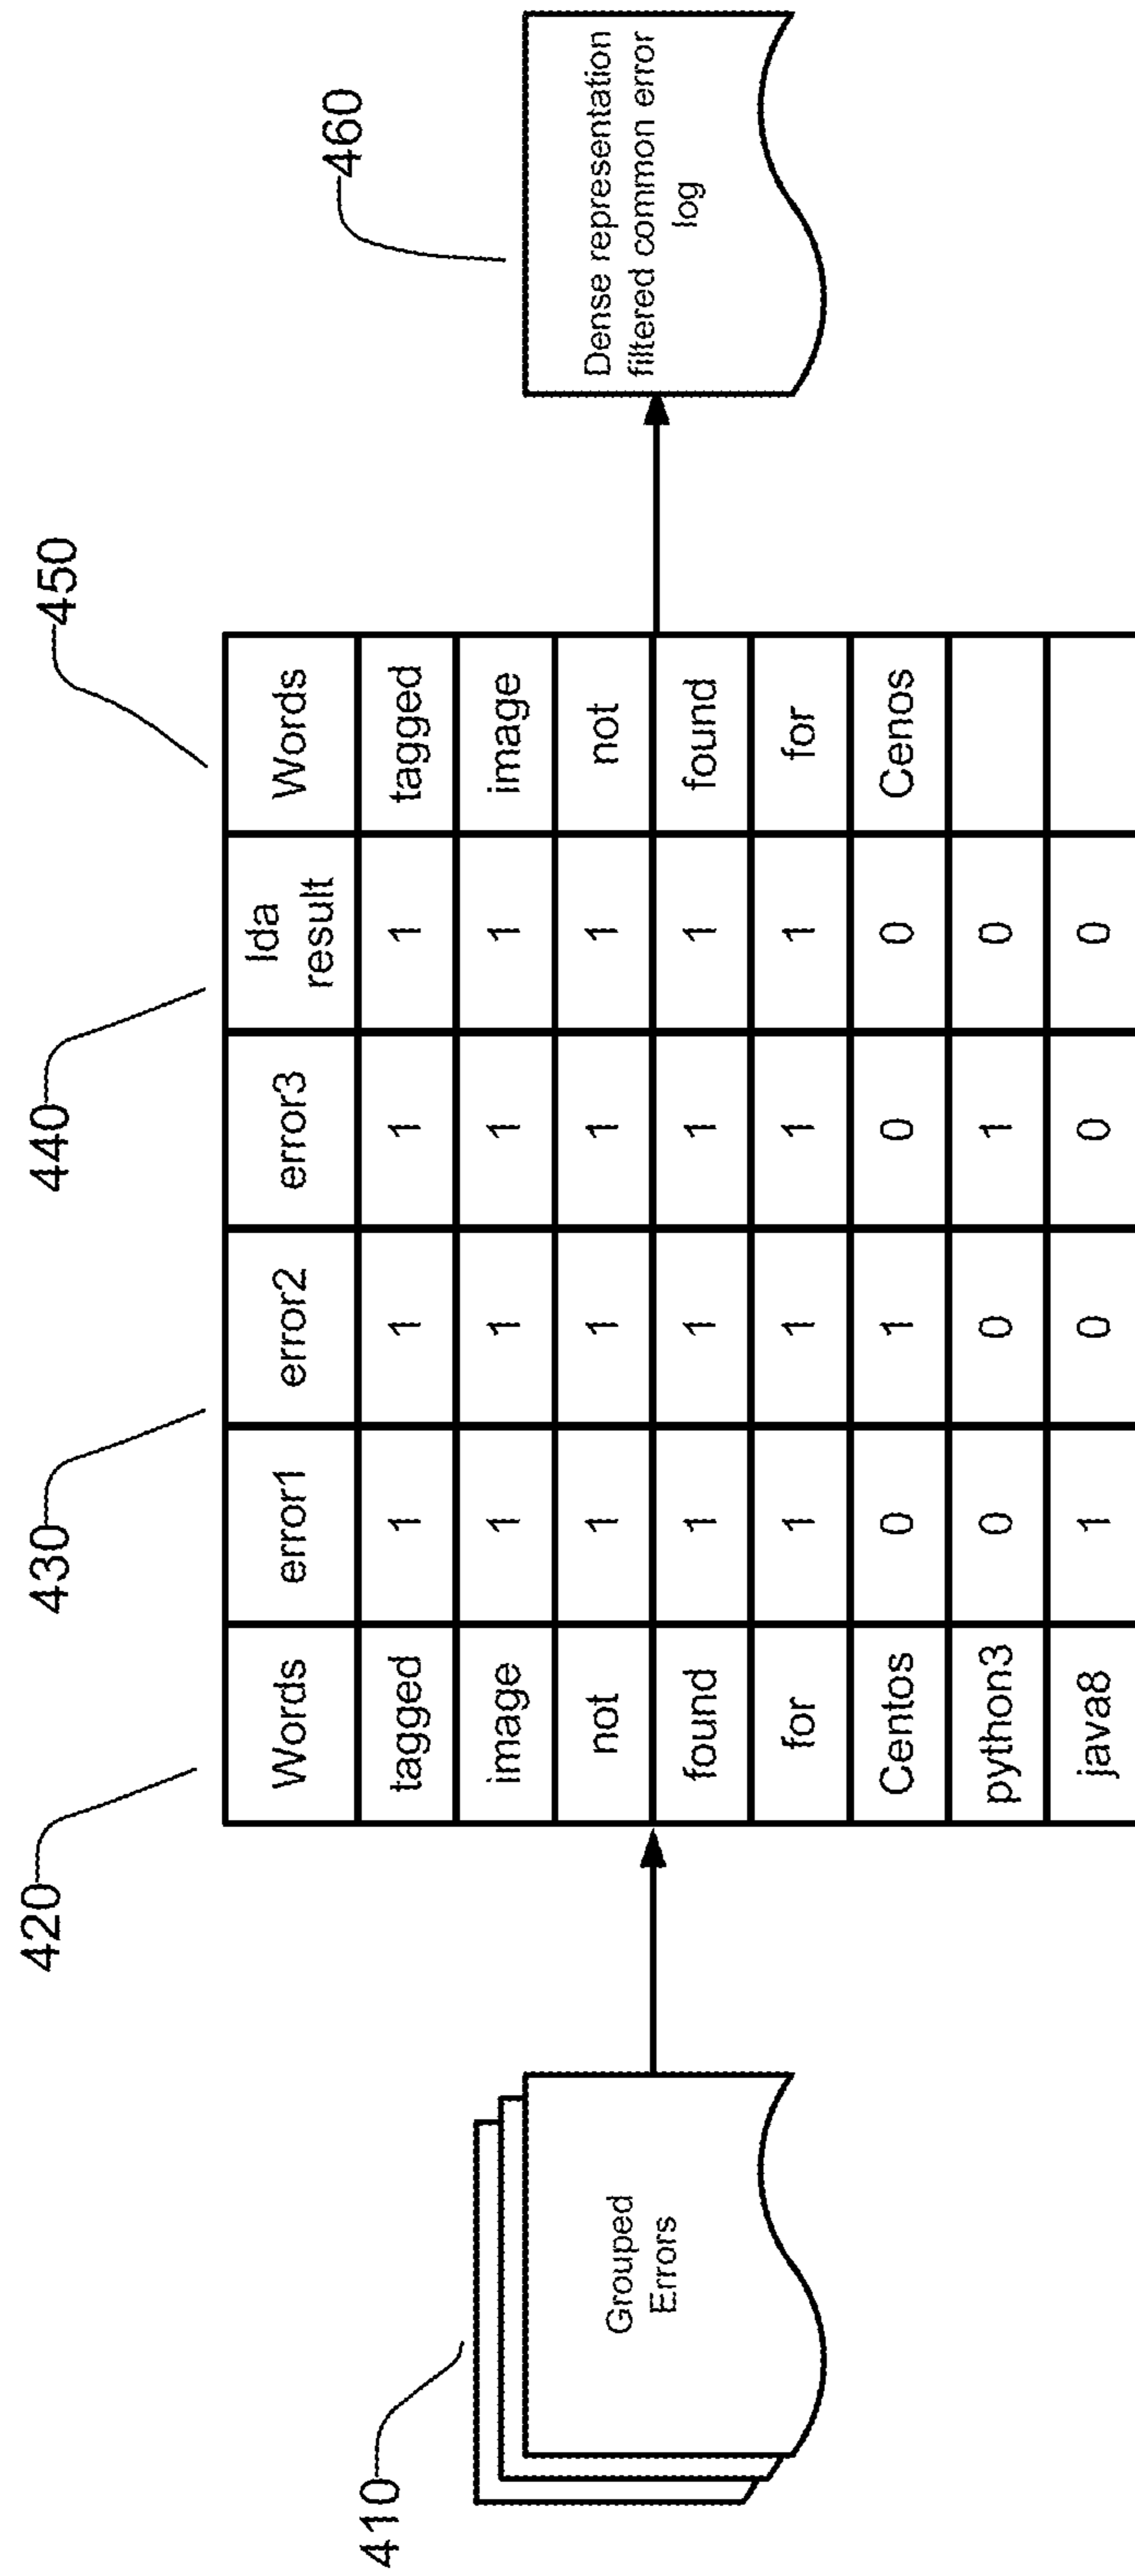 410
Grouped
Errors
420
430
440
450
Words error1 error2 error3 lda result Words
tagged 1 1 1 1 tagged
image 1 1 1 1 image
not 1 1 1 1 not
found 1 1 1 1 found
for 1 1 1 1 for
Centos 0 1 0 0 Cenos
python3 0 0 1 0
java8 1 0 0 0
460
Dense representation
filtered common error
log